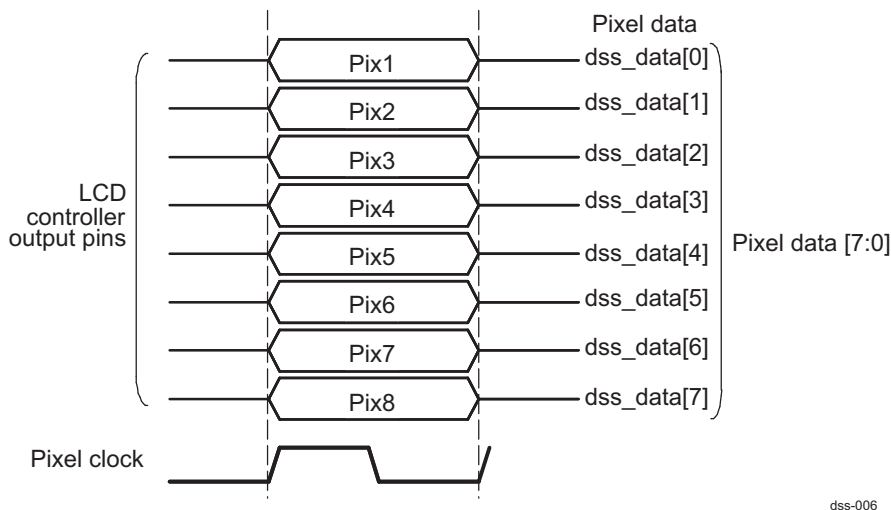 Pixel data
Pix1 dss_data[0]
Pix2 dss_data[1]
Pix3 dss_data[2]
Pix4 dss_data[3]
Pix5 dss_data[4]
Pix6 dss_data[5]
Pix7 dss_data[6]
Pix8 dss_data[7]
LCD
controller
output pins
Pixel data [7:0]
Pixel clock
dss-006